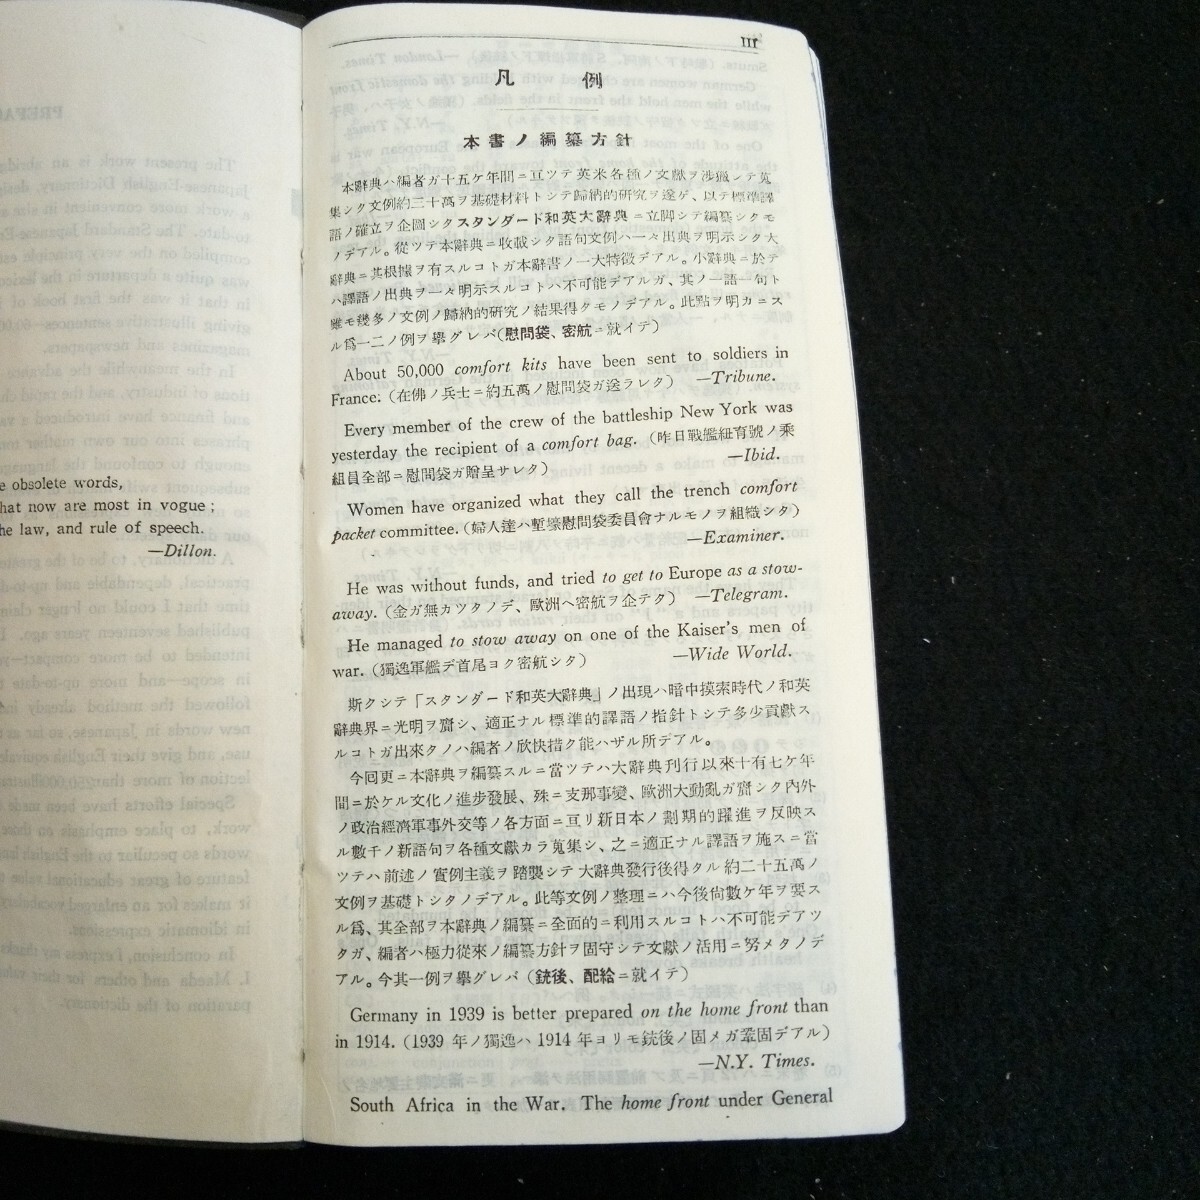 e obsolete words,
hat now are most in vogue ;
he law, and rule of speech.
—Dillon.
III
凡 例
本書ノ編纂方針
本辭典ハ編者ガ十五ケ年間ニ亙ツテ英米各種ノ文獻ヲ渉獵シテ蒐
集シタ文例約三十萬ヲ基礎材料トシテ歸納的硏究ヲ遂ゲ、以テ標準譯
語ノ確立ヲ企圖シタスタンダード和英大辭典ニ立脚シテ編纂シタモ
ノデアル。從ツテ本辭典ニ收載シタ語句文例ハ一々出典ヲ明示シタ大
辭典ニ其根據ヲ有スルコトガ本辭書ノ一大特徴デアル。小辭典ニ於テ
ハ譯語ノ出典ヲ一々明示スルコトハ不可能デアルガ、其ノ一語一句ト
雖モ幾多ノ文例ノ歸納的硏究ノ結果得タモノデアル。此點ヲ明カニス
ル爲一二ノ例ヲ擧グレバ（慰問袋、密航ニ就イテ）
About 50,000 comfort kits have been sent to soldiers in
France. （在佛ノ兵士ニ約五萬ノ慰問袋ガ送ラレタ） —Tribune.
Every member of the crew of the battleship New York was
yesterday the recipient of a comfort bag. （昨日戰艦紐育號ノ乘
組員全部ニ慰問袋ガ贈呈サレタ） —Ibid.
Women have organized what they call the trench comfort
packet committee. （婦人達ハ塹壕慰問袋委員會ナルモノヲ組織シタ）
—Examiner.
He was without funds, and tried to get to Europe as a stow-
away. （金ガ無カツタノデ、歐洲ヘ密航ヲ企テタ） —Telegram.
He managed to stow away on one of the Kaiser's men of
war. （獨逸軍艦デ首尾ヨク密航シタ） —Wide World.
斯クシテ「スタンダード和英大辭典」ノ出現ハ暗中摸索時代ノ和英
辭典界ニ光明ヲ齎シ、適正ナル標準的譯語ノ指針トシテ多少貢獻ス
ルコトガ出來タノハ編者ノ欣快措ク能ハザル所デアル。
今回更ニ本辭典ヲ編纂スルニ當ツテハ大辭典刊行以來十有七ケ年
間ニ於ケル文化ノ進步發展、殊ニ支那事變、歐洲大動亂ガ齎シタ內外
ノ政治經濟軍事外交等ノ各方面ニ亙リ新日本ノ劃期的躍進ヲ反映ス
ル數千ノ新語句ヲ各種文獻カラ蒐集シ、之ニ適正ナル譯語ヲ施スニ當
ツテハ前述ノ實例主義ヲ踏襲シテ大辭典發行後得タル約二十五萬ノ
文例ヲ基礎トシタノデアル。此等文例ノ整理ニハ今後尙數ケ年ヲ要ス
ル爲、其全部ヲ本辭典ノ編纂ニ全面的ニ利用スルコトハ不可能デアツ
タガ、編者ハ極力從來ノ編纂方針ヲ固守シテ文獻ノ活用ニ努メタノデ
アル。今其一例ヲ擧グレバ（銃後、配給ニ就イテ）
Germany in 1939 is better prepared on the home front than
in 1914. （1939 年ノ獨逸ハ 1914 年ヨリモ銃後ノ固メガ鞏固デアル）
—N.Y. Times.
South Africa in the War. The home front under General